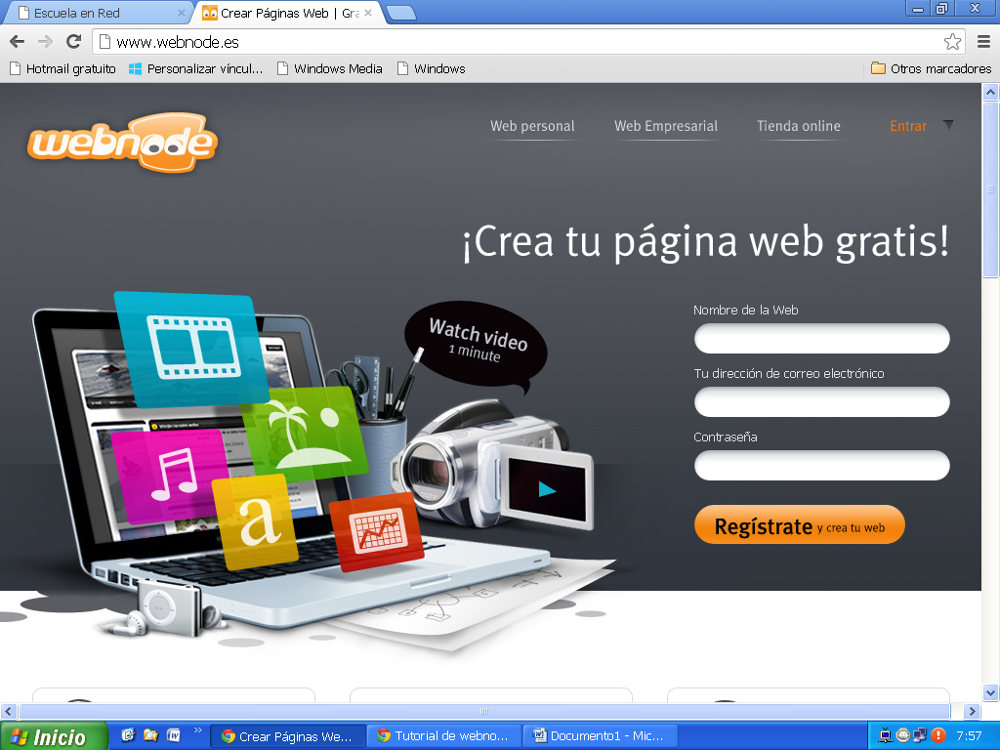 Escuela en Red
Crear Páginas Web | Gra
www.webnode.es
Hotmail gratuito
Personalizar víncul...
Windows Media
Windows
Otros marcadores
webnode
Web personal
Web Empresarial
Tienda online
Entrar
¡Crea tu página web gratis!
Watch video
1 minute
Nombre de la Web
Tu dirección de correo electrónico
Contraseña
a
Regístrate y crea tu web
Inicio
Crear Páginas We...
Tutorial de webno...
Documento1 - Mic...
7:57